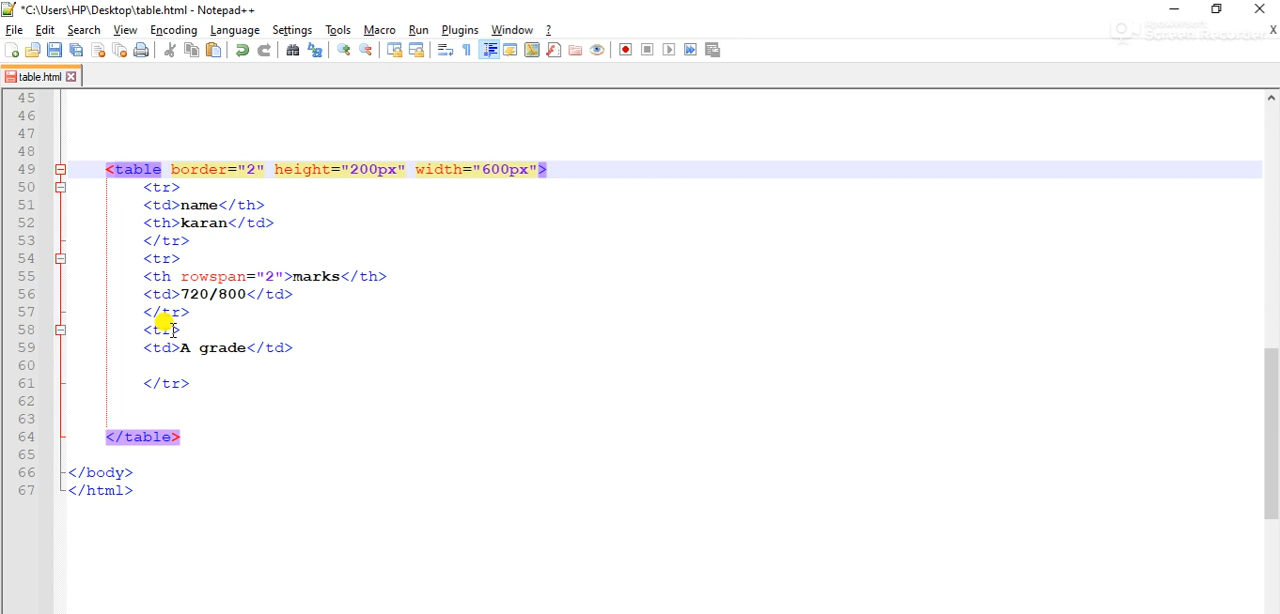 *C:\Users\HP\Desktop\table.html - Notepad++
File Edit Search View Encoding Language Settings Tools Macro Run Plugins Window ? X
Screen Recorder
table.html
45
46
47
48
49 <table border="2" height="200px" width="600px">
50 <tr>
51 <td>name</th>
52 <th>karan</td>
53 </tr>
54 <tr>
55 <th rowspan="2">marks</th>
56 <td>720/800</td>
57 </tr>
58 <tr>
59 <td>A grade</td>
60
61 </tr>
62
63
64 </table>
65
66 </body>
67 </html>